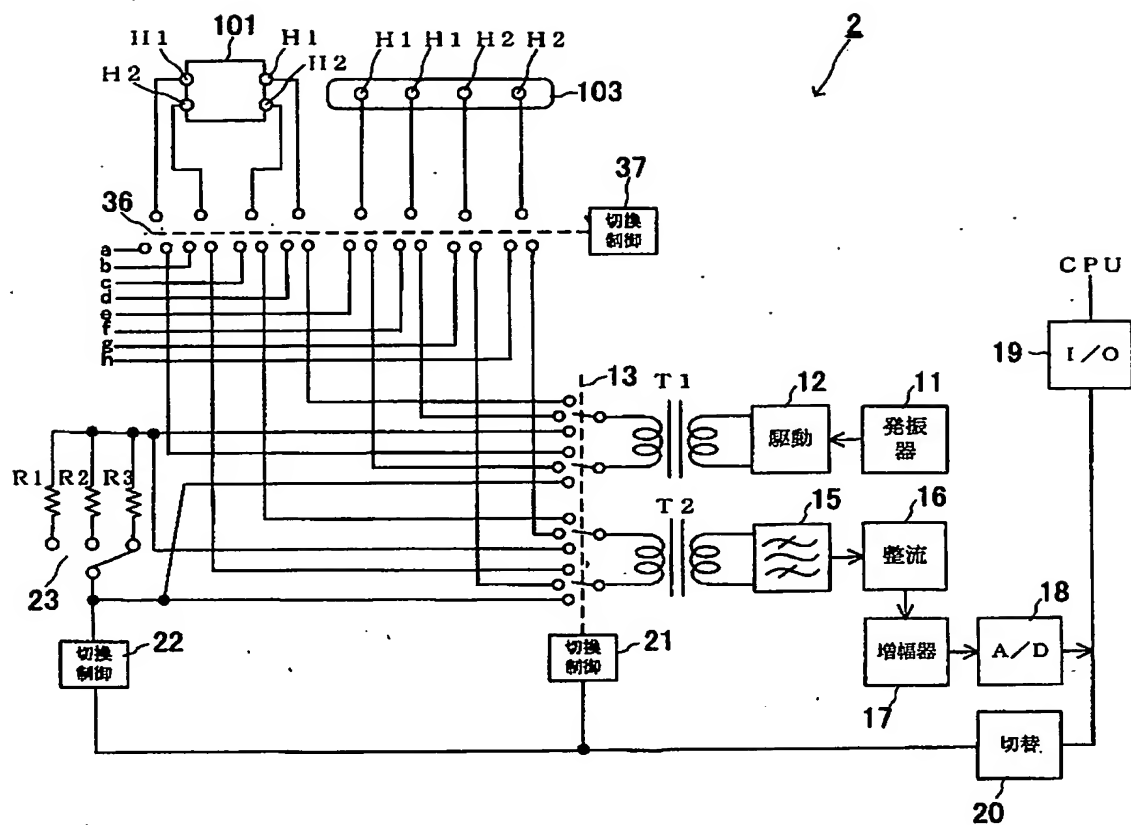 2
H1
101
H1
H2
H2
H1
H1
H2
H2
103
36
37
切換
制御
a
b
c
d
e
f
g
h
CPU
19
I/O
13
T1
12
駆動
11
発振
器
R1
R2
R3
T2
15
16
整流
23
22
切換
制御
21
切換
制御
増幅器
17
18
A/D
切替
20